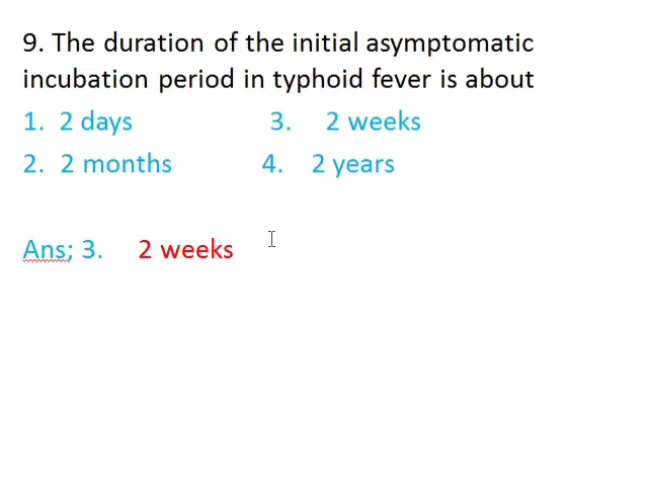 9. The duration of the initial asymptomatic
incubation period in typhoid fever is about
1. 2 days 3. 2 weeks
2. 2 months 4. 2 years
Ans; 3. 2 weeks